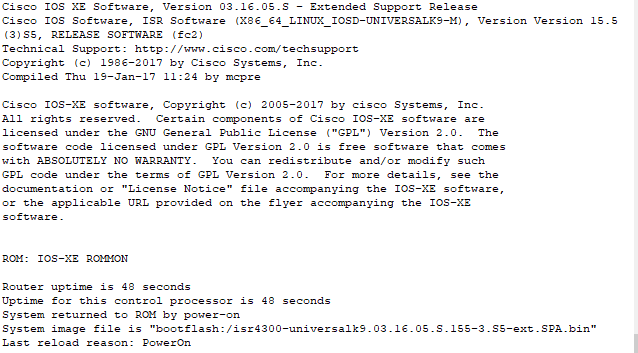 Cisco IOS XE Software, Version 03.16.05.S - Extended Support Release
Cisco IOS Software, ISR Software (X86_64_LINUX_IOSD-UNIVERSALK9-M), Version Version 15.5
(3)S5, RELEASE SOFTWARE (fc2)
Technical Support: http://www.cisco.com/techsupport
Copyright (c) 1986-2017 by Cisco Systems, Inc.
Compiled Thu 19-Jan-17 11:24 by mcpre
Cisco IOS-XE software, Copyright (c) 2005-2017 by cisco Systems, Inc.
All rights reserved.  Certain components of Cisco IOS-XE software are
licensed under the GNU General Public License ("GPL") Version 2.0.  The
software code licensed under GPL Version 2.0 is free software that comes
with ABSOLUTELY NO WARRANTY.  You can redistribute and/or modify such
GPL code under the terms of GPL Version 2.0.  For more details, see the
documentation or "License Notice" file accompanying the IOS-XE software,
or the applicable URL provided on the flyer accompanying the IOS-XE
software.
ROM: IOS-XE ROMMON
Router uptime is 48 seconds
Uptime for this control processor is 48 seconds
System returned to ROM by power-on
System image file is "bootflash:/isr4300-universalk9.03.16.05.S.155-3.S5-ext.SPA.bin"
Last reload reason: PowerOn